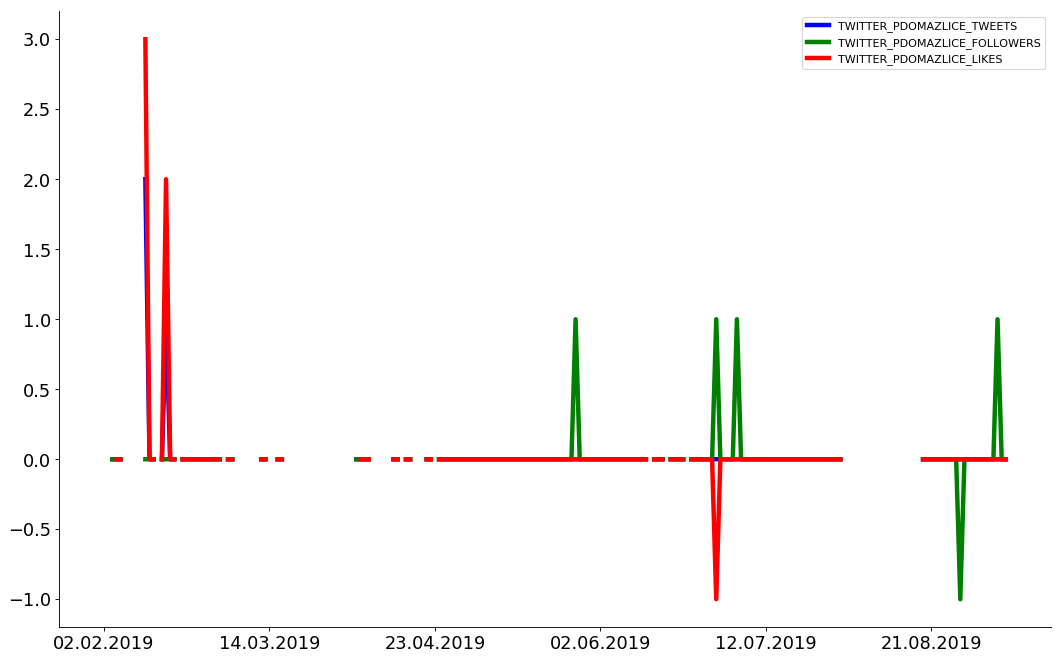 TWITTER_PDOMAZLICE_TWEETS
TWITTER_PDOMAZLICE_FOLLOWERS
TWITTER_PDOMAZLICE_LIKES
3.0
2.5
2.0
1.5
1.0
0.5
0.0
−0.5
−1.0
02.02.2019 14.03.2019 23.04.2019 02.06.2019 12.07.2019 21.08.2019